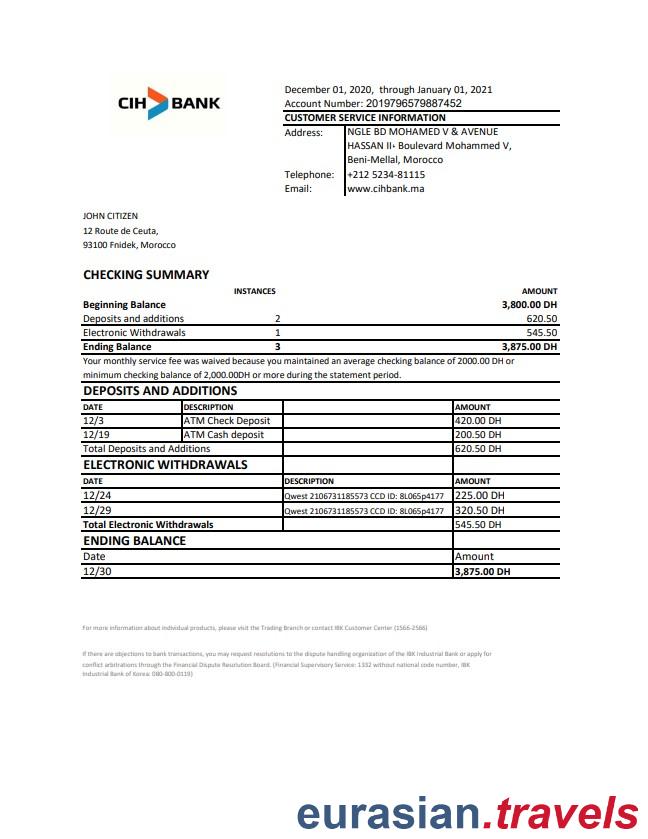 CIH BANK
December 01, 2020, through January 01, 2021
Account Number: 2019796579887452
CUSTOMER SERVICE INFORMATION
Address: NGLE BD MOHAMED V & AVENUE
HASSAN II، Boulevard Mohammed V,
Beni-Mellal, Morocco
Telephone: +212 5234-81115
Email: www.cihbank.ma
JOHN CITIZEN
12 Route de Ceuta,
93100 Fnidek, Morocco
CHECKING SUMMARY
INSTANCES AMOUNT
Beginning Balance 3,800.00 DH
Deposits and additions 2 620.50
Electronic Withdrawals 1 545.50
Ending Balance 3 3,875.00 DH
Your monthly service fee was waived because you maintained an average checking balance of 2000.00 DH or
minimum checking balance of 2,000.00DH or more during the statement period.
DEPOSITS AND ADDITIONS
DATE DESCRIPTION AMOUNT
12/3 ATM Check Deposit 420.00 DH
12/19 ATM Cash deposit 200.50 DH
Total Deposits and Additions 620.50 DH
ELECTRONIC WITHDRAWALS
DATE DESCRIPTION AMOUNT
12/24 Qwest 2106731185573 CCD ID: 8L065p4177 225.00 DH
12/29 Qwest 2106731185573 CCD ID: 8L065p4177 320.50 DH
Total Electronic Withdrawals 545.50 DH
ENDING BALANCE
Date Amount
12/30 3,875.00 DH
For more information about individual products, please visit the Trading Branch or contact IBK Customer Center (1566-2566)
If there are objections to bank transactions, you may request resolutions to the dispute handling organization of the IBK Industrial Bank or apply for
conflict arbitrations through the Financial Dispute Resolution Board. (Financial Supervisory Service: 1332 without national code number, IBK
Industrial Bank of Korea: 080-800-0119)
eurasian.travels